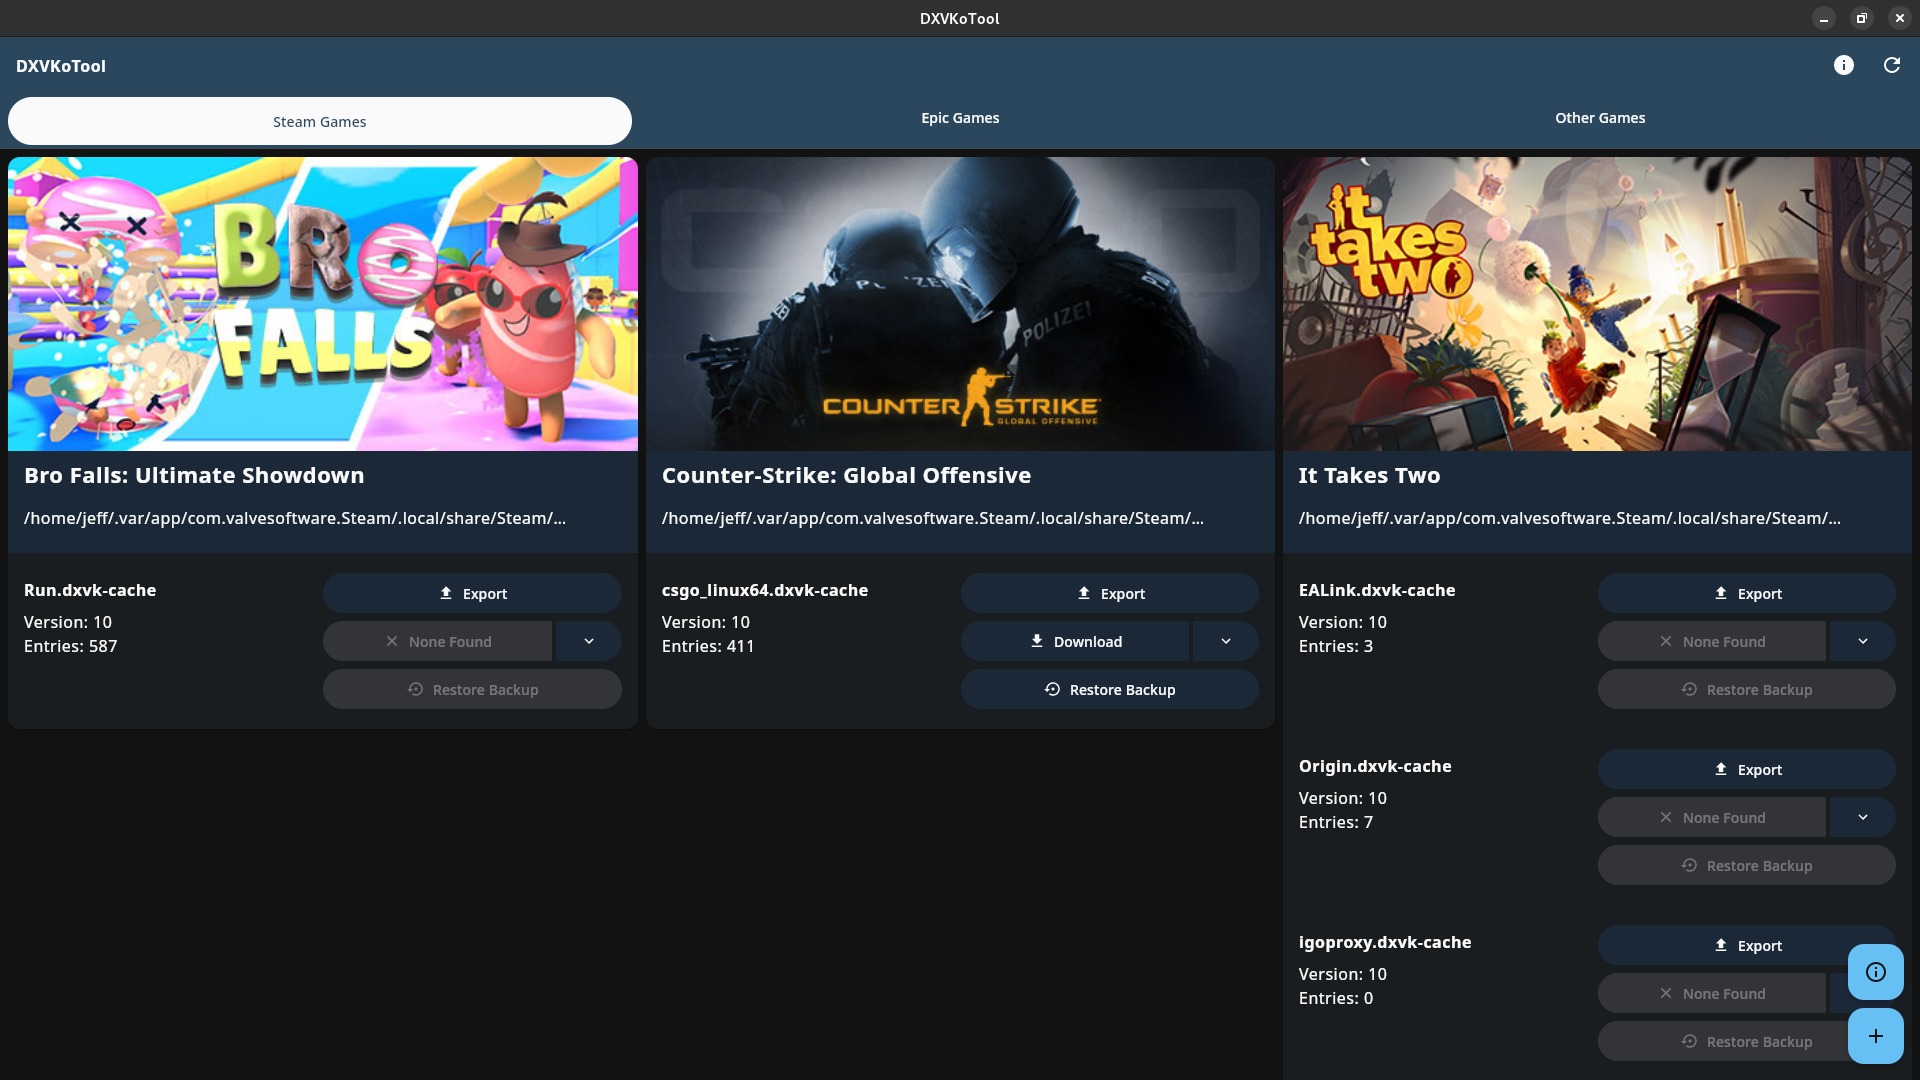 DXVKoTool
DXVKoTool
Steam Games
Epic Games
Other Games
BRO
FALLS
POLIZEI
COUNTER STRIKE
GLOBAL OFFENSIVE
it
takes
two
Bro Falls: Ultimate Showdown
/home/jeff/.var/app/com.valvesoftware.Steam/.local/share/Steam/...
Run.dxvk-cache
Version: 10
Entries: 587
Export
None Found
Restore Backup
Counter-Strike: Global Offensive
/home/jeff/.var/app/com.valvesoftware.Steam/.local/share/Steam/...
csgo_linux64.dxvk-cache
Version: 10
Entries: 411
Export
Download
Restore Backup
It Takes Two
/home/jeff/.var/app/com.valvesoftware.Steam/.local/share/Steam/...
EALink.dxvk-cache
Version: 10
Entries: 3
Export
None Found
Restore Backup
Origin.dxvk-cache
Version: 10
Entries: 7
Export
None Found
Restore Backup
igoproxy.dxvk-cache
Version: 10
Entries: 0
Export
None Found
Restore Backup